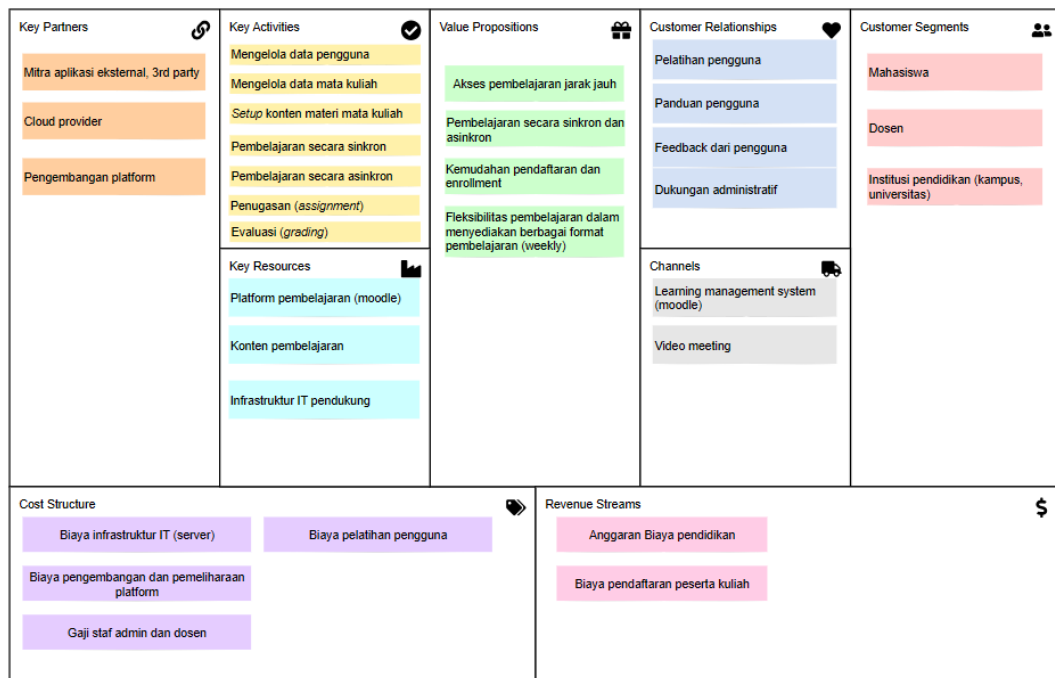 Key Partners
Mitra aplikasi eksternal, 3rd party
Cloud provider
Pengembangan platform
Key Activities
Mengelola data pengguna
Mengelola data mata kuliah
Setup konten materi mata kuliah
Pembelajaran secara sinkron
Pembelajaran secara asinkron
Penugasan (assignment)
Evaluasi (grading)
Key Resources
Platform pembelajaran (moodle)
Konten pembelajaran
Infrastruktur IT pendukung
Value Propositions
Akses pembelajaran jarak jauh
Pembelajaran secara sinkron dan
asinkron
Kemudahan pendaftaran dan
enrollment
Fleksibilitas pembelajaran dalam
menyediakan berbagai format
pembelajaran (weekly)
Customer Relationships
Pelatihan pengguna
Panduan pengguna
Feedback dari pengguna
Dukungan administratif
Channels
Learning management system
(moodle)
Video meeting
Customer Segments
Mahasiswa
Dosen
Institusi pendidikan (kampus,
universitas)
Cost Structure
Biaya infrastruktur IT (server)
Biaya pelatihan pengguna
Biaya pengembangan dan pemeliharaan
platform
Gaji staf admin dan dosen
Revenue Streams
$
Anggaran Biaya pendidikan
Biaya pendaftaran peserta kuliah